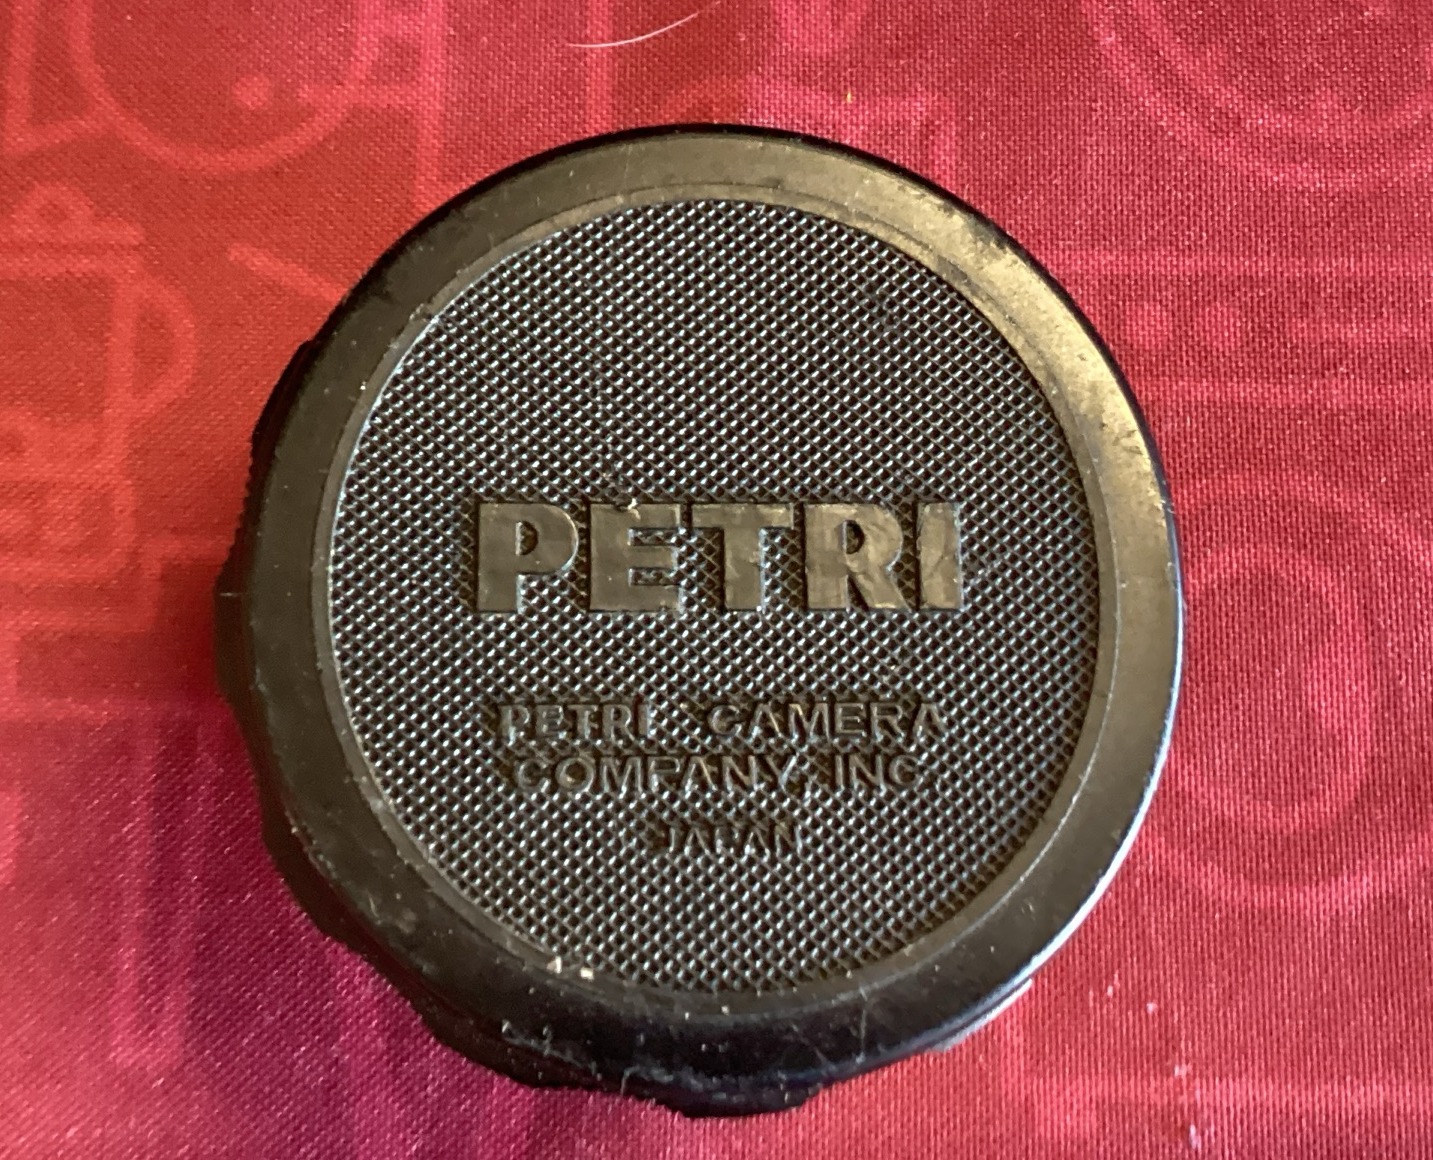 PETRI
PETRI CAMERA
COMPANY, INC
JAPAN